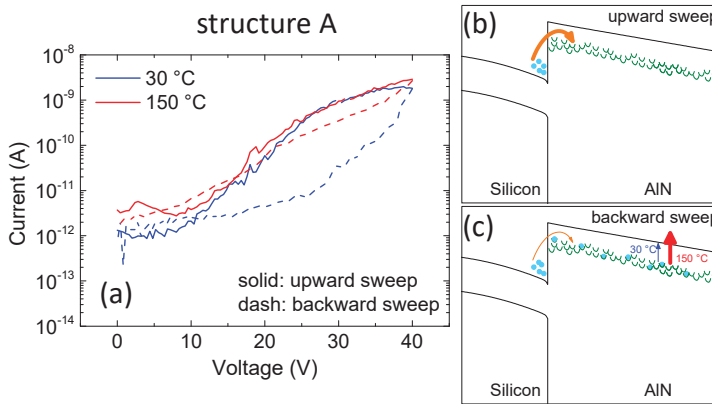 structure A
(a)
30 °C
150 °C
10⁻⁸
10⁻⁹
10⁻¹⁰
10⁻¹¹
10⁻¹²
10⁻¹³
10⁻¹⁴
Current (A)
solid: upward sweep
dash: backward sweep
0 10 20 30 40
Voltage (V)
(b)
upward sweep
Silicon AlN
(c)
backward sweep
30 °C
150 °C
Silicon AlN